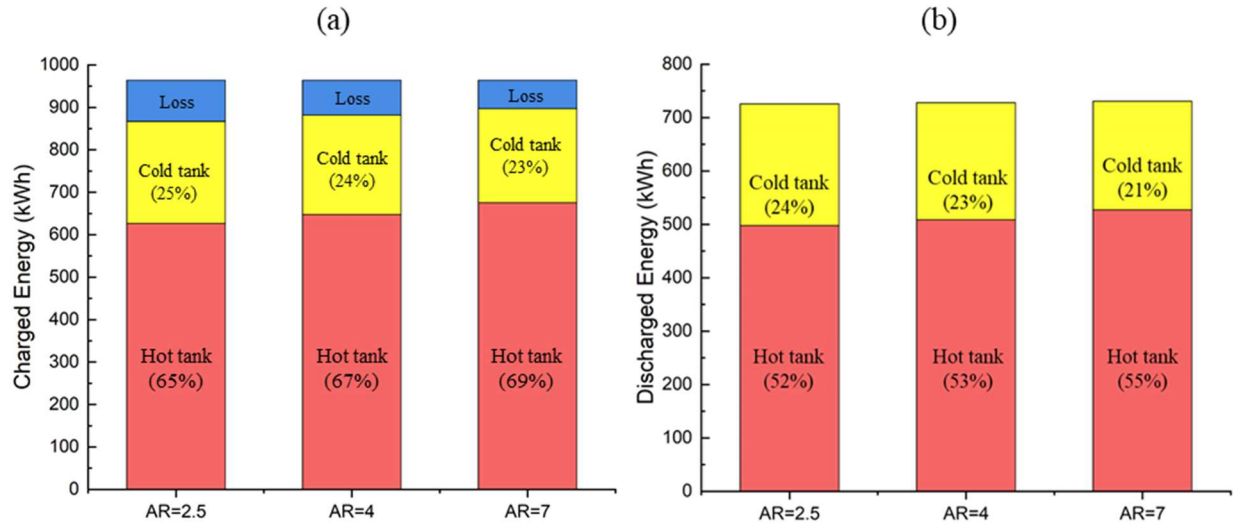 (a)
Charged Energy (kWh)
1000
900
800
700
600
500
400
300
200
100
0
Loss
Cold tank
(25%)
Hot tank
(65%)
Loss
Cold tank
(24%)
Hot tank
(67%)
Loss
Cold tank
(23%)
Hot tank
(69%)
AR=2.5
AR=4
AR=7
(b)
Discharged Energy (kWh)
800
700
600
500
400
300
200
100
0
Cold tank
(24%)
Hot tank
(52%)
Cold tank
(23%)
Hot tank
(53%)
Cold tank
(21%)
Hot tank
(55%)
AR=2.5
AR=4
AR=7